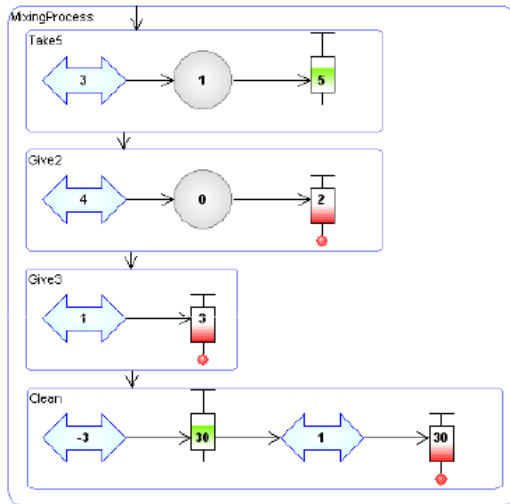 MixingProcess
Take5
3 1 5
Give2
4 0 2
Give3
1 3
Clean
-3 30 1 30